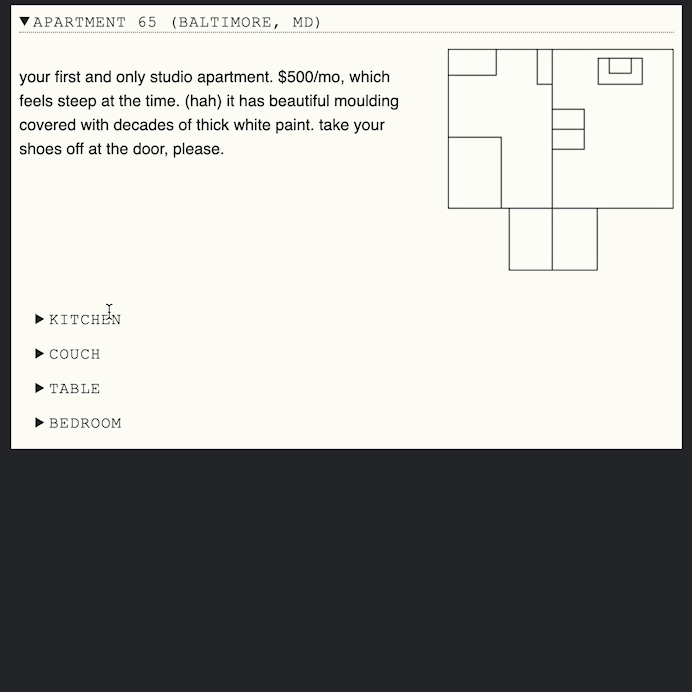 ▼APARTMENT 65 (BALTIMORE, MD)
your first and only studio apartment. $500/mo, which
feels steep at the time. (hah) it has beautiful moulding
covered with decades of thick white paint. take your
shoes off at the door, please.
▶KITCHEN
▶COUCH
▶TABLE
▶BEDROOM